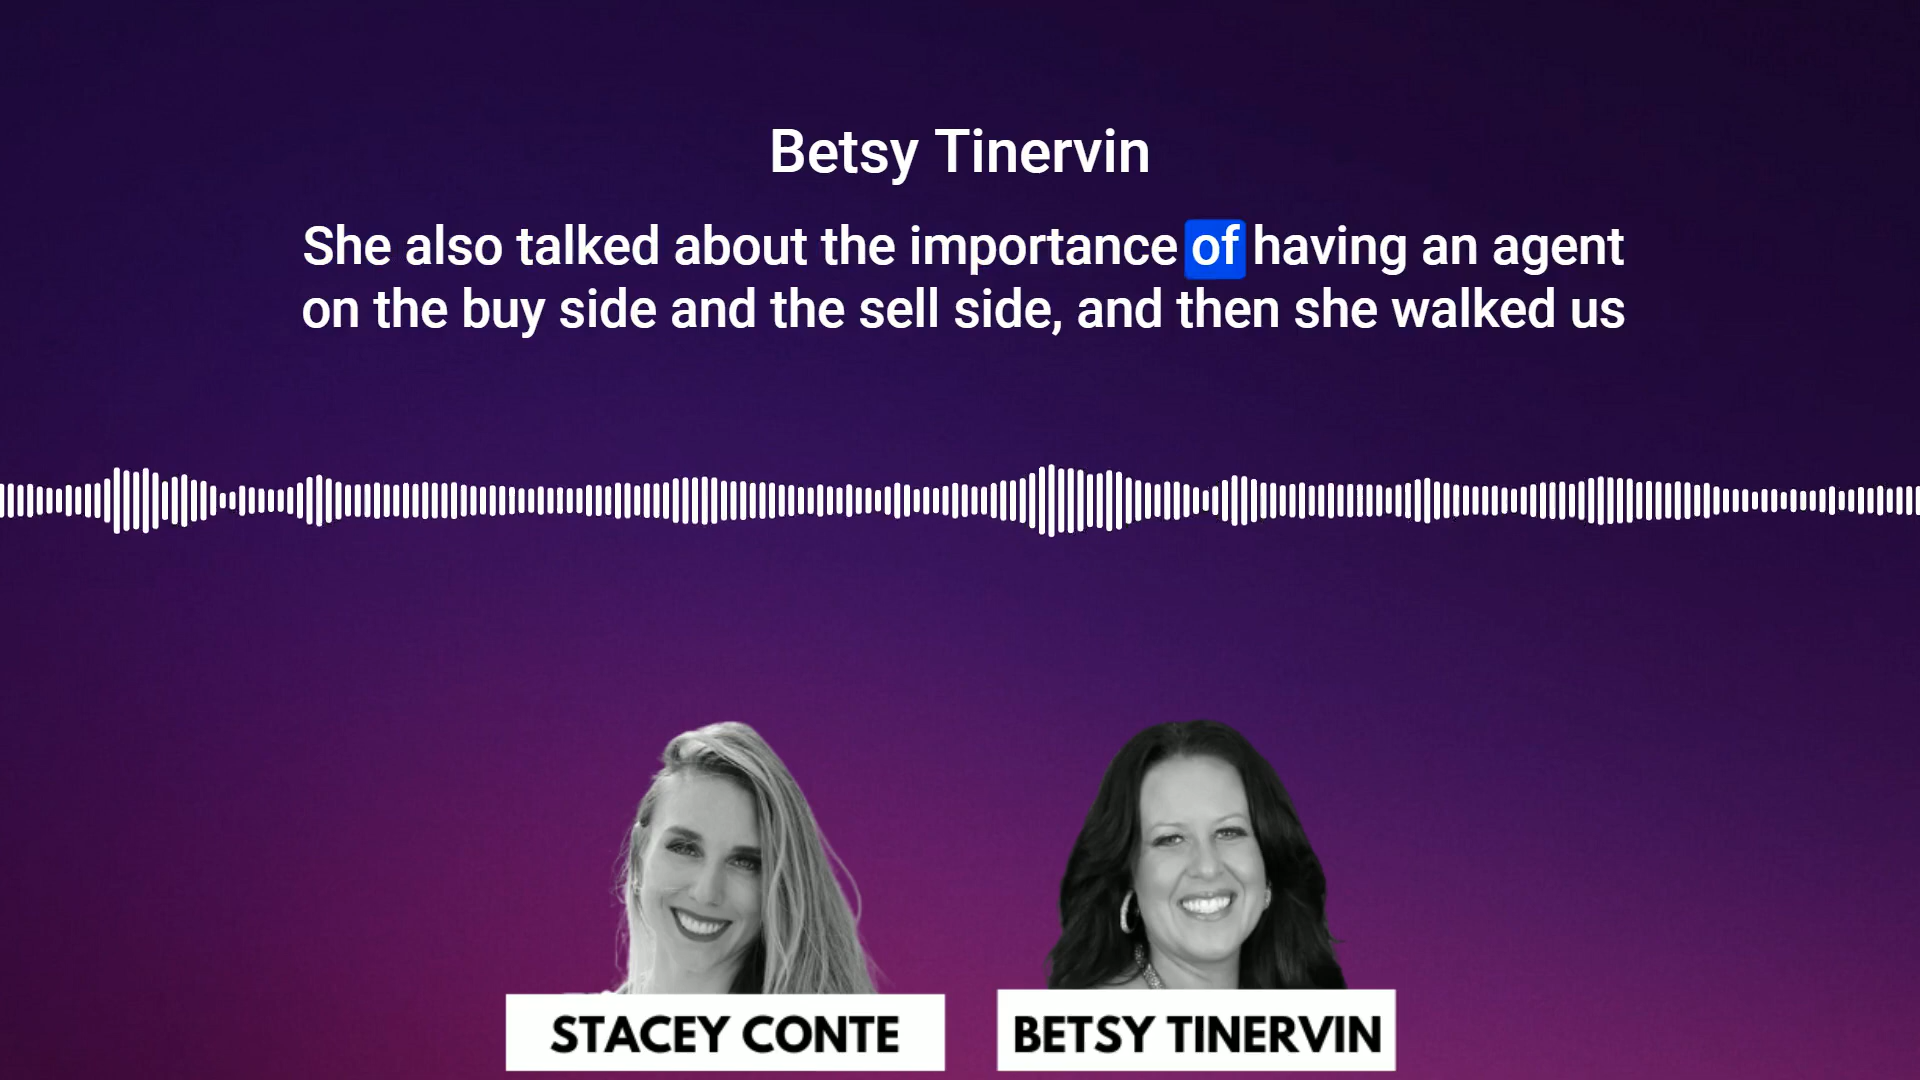 Betsy Tinervin
She also talked about the importance of having an agent
on the buy side and the sell side, and then she walked us
STACEY CONTE
BETSY TINERVIN